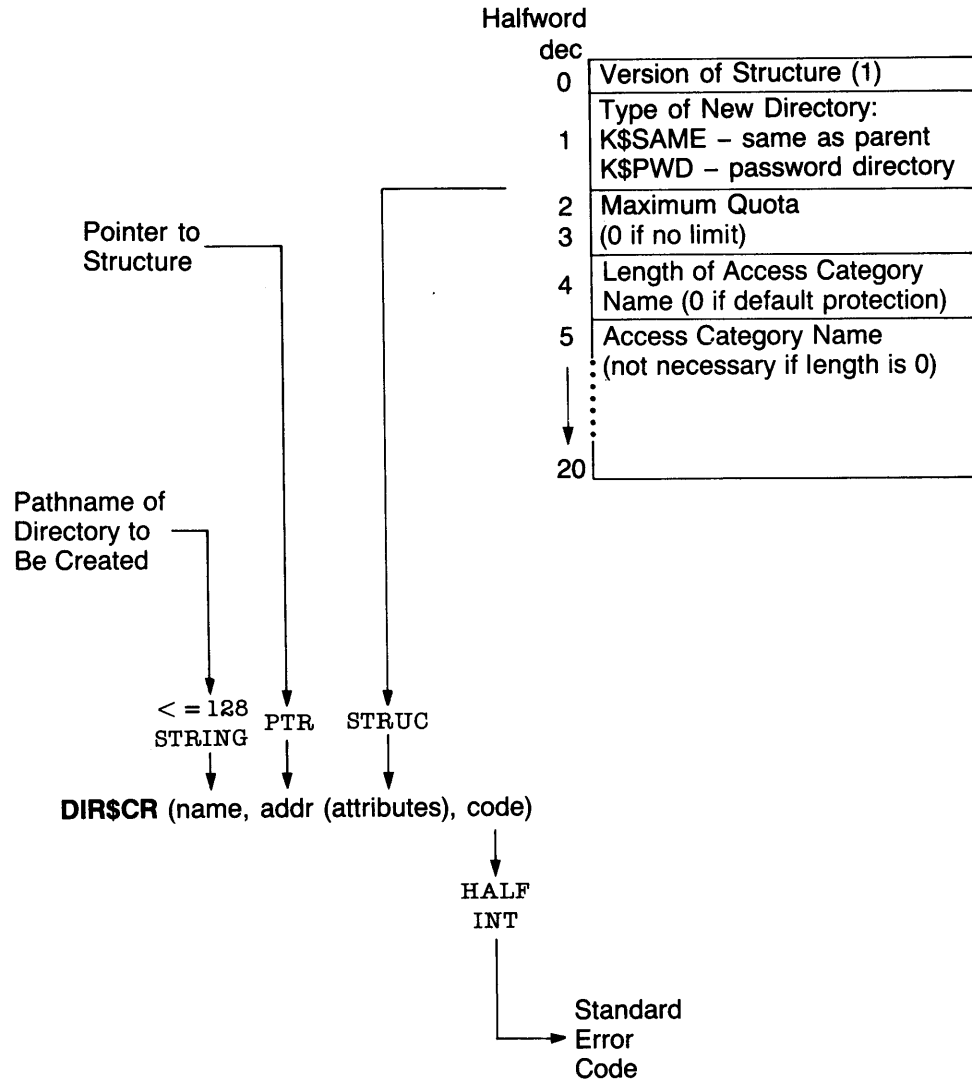 Halfword
dec
0 Version of Structure (1)
Type of New Directory:
1 K$SAME – same as parent
K$PWD – password directory
2 Maximum Quota
3 (0 if no limit)
4 Length of Access Category
Name (0 if default protection)
5 Access Category Name
(not necessary if length is 0)
20
Pointer to
Structure
Pathname of
Directory to
Be Created
< = 128
STRING
PTR
STRUC
DIR$CR (name, addr (attributes), code)
HALF
INT
Standard
Error
Code